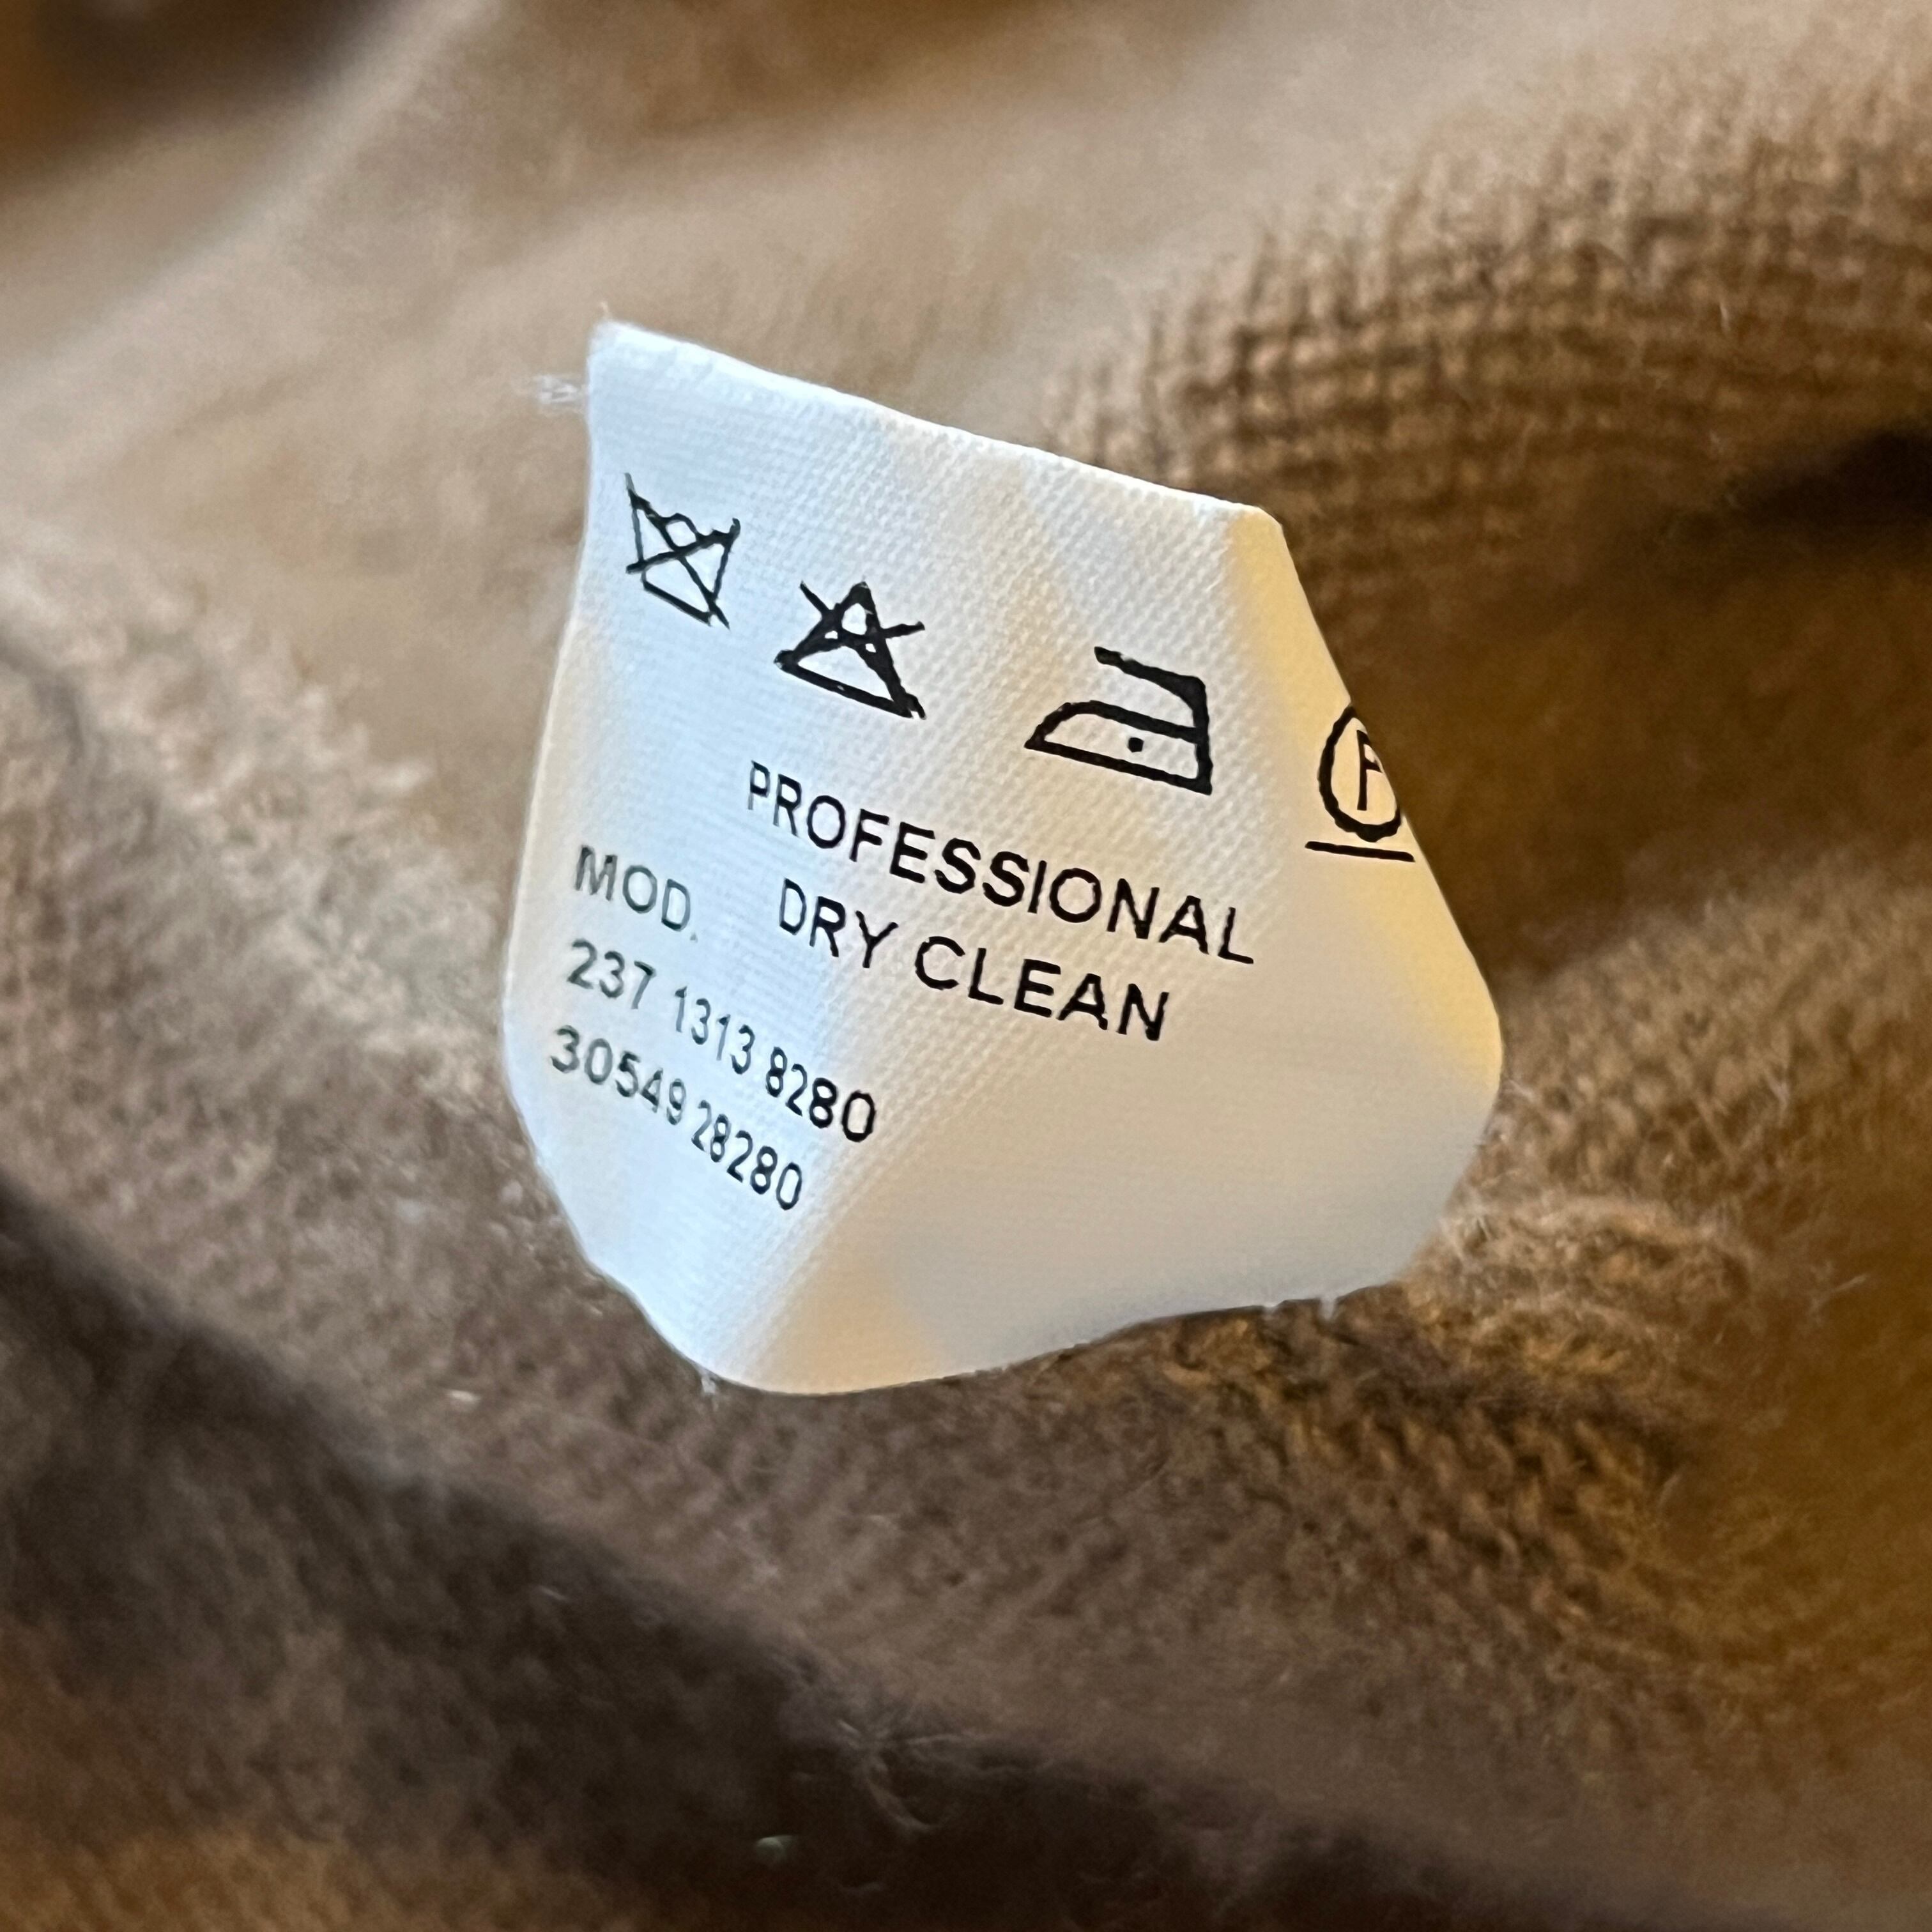 PROFESSIONAL
DRY CLEAN
MOD.
237 1313 8280
30549 28280